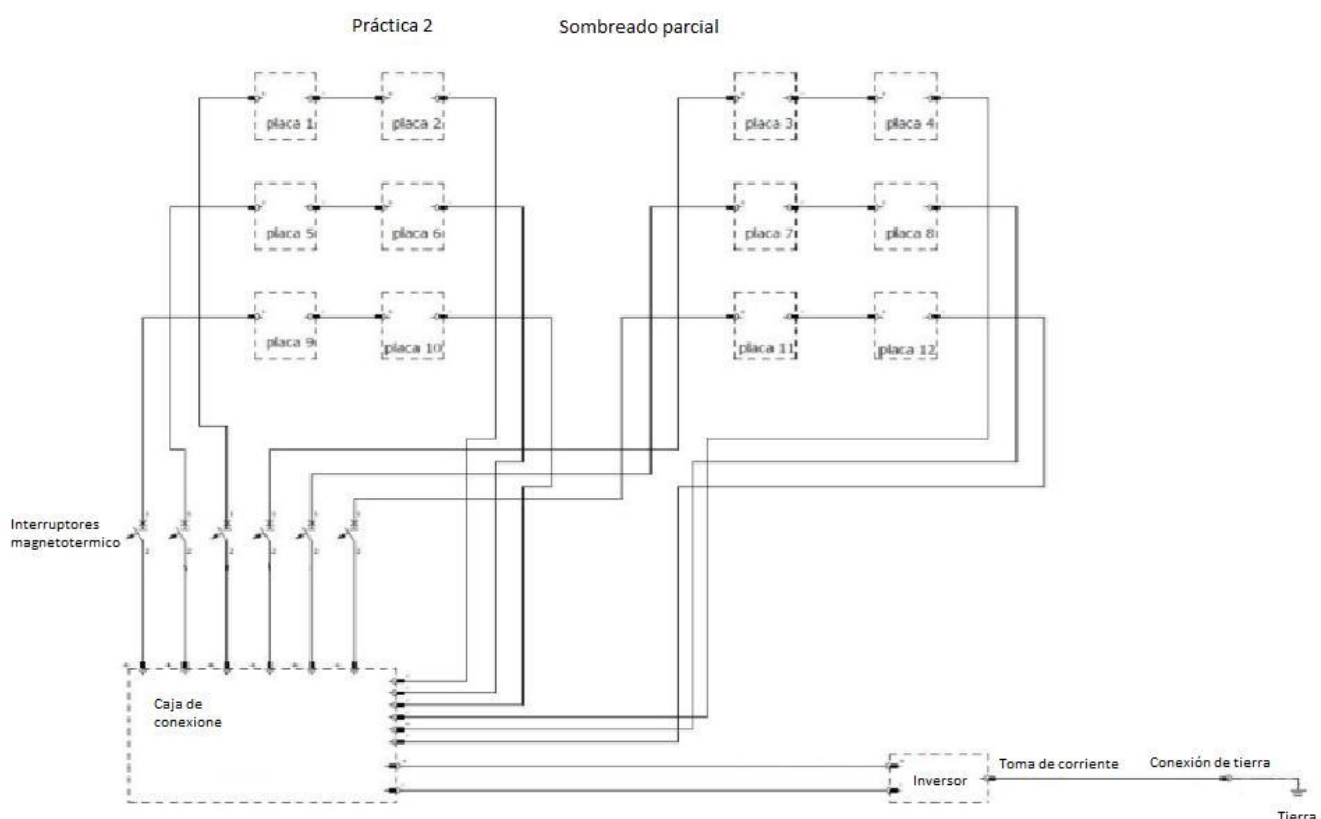 Práctica 2
Sombreado parcial
placa 1
placa 2
placa 3
placa 4
placa 5
placa 6
placa 7
placa 8
placa 9
placa 10
placa 11
placa 12
Interruptores
magnetotermico
Caja de
conexione
Inversor
Toma de corriente
Conexión de tierra
Tierra